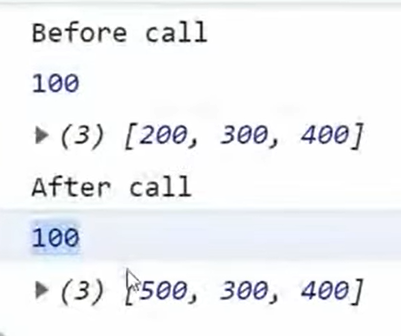 Before call
100
(3) [200, 300, 400]
After call
100
(3) [500, 300, 400]